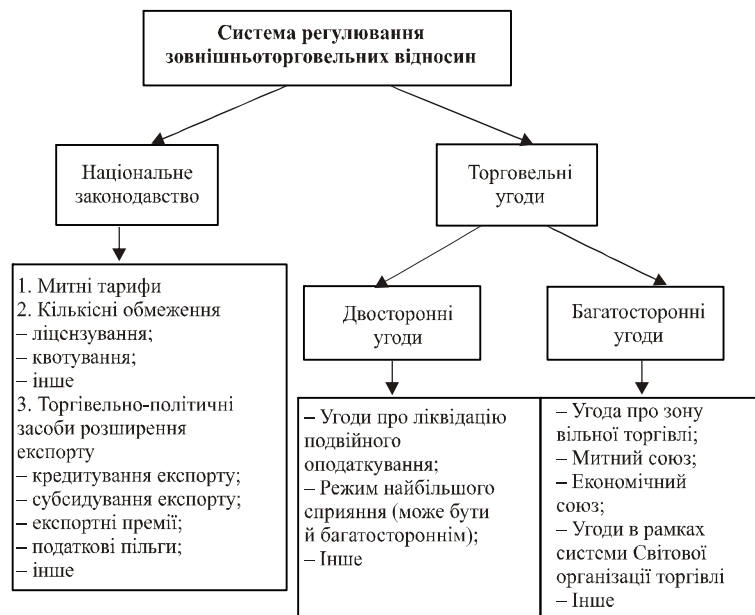 Система регулювання
зовнішньоторговельних відносин
Національне
законодавство
Торговельні
угоди
1. Митні тарифи
2. Кількісні обмеження
– ліцензування;
– квотування;
– інше
3. Торгівельно-політичні
засоби розширення
експорту
– кредитування експорту;
– субсидування експорту;
– експортні премії;
– податкові пільги;
– інше
Двосторонні
угоди
Багатосторонні
угоди
– Угоди про ліквідацію
подвійного
оподаткування;
– Режим найбільшого
сприяння (може бути
й багатостороннім);
– Інше
– Угода про зону
вільної торгівлі;
– Митний союз;
– Економічний
союз;
– Угоди в рамках
системи Світової
організації торгівлі
– Інше